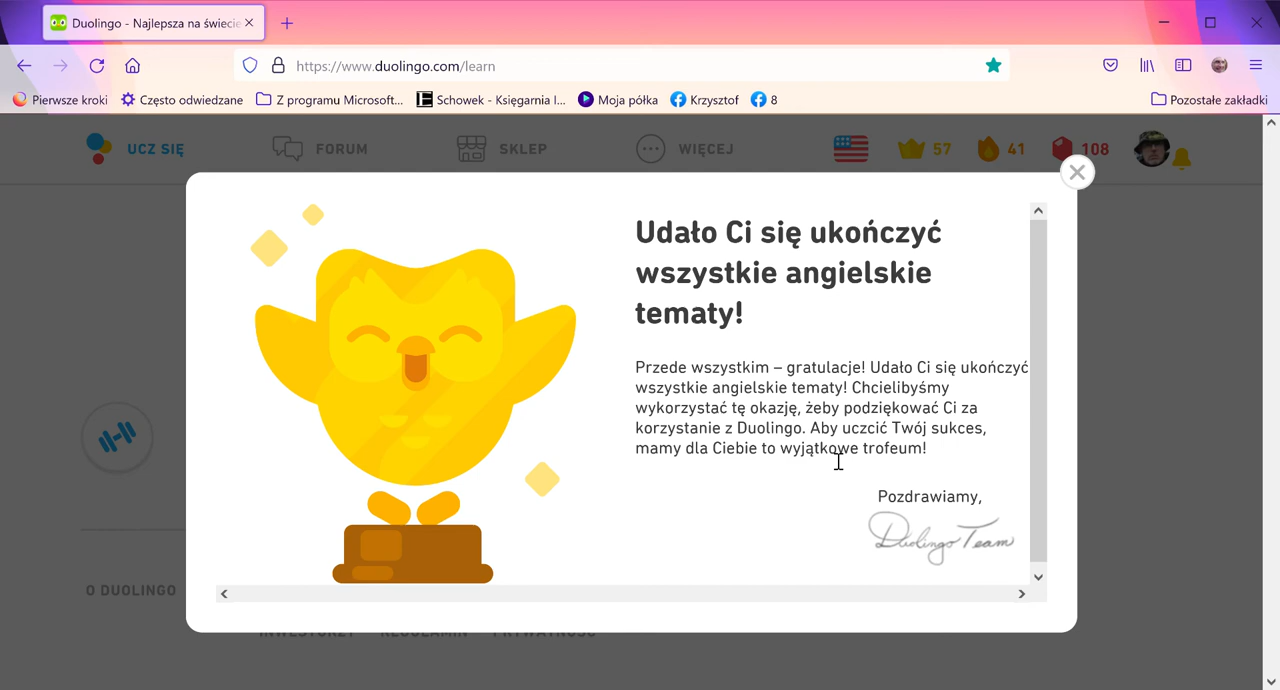 Duolingo - Najlepsza na świecie
https://www.duolingo.com/learn
Pierwsze kroki Często odwiedzane Z programu Microsoft... Schowek - Księgarnia I... Moja półka Krzysztof 8 Pozostałe zakładki
UCZ SIĘ FORUM SKLEP WIĘCEJ 57 41 108
Udało Ci się ukończyć
wszystkie angielskie
tematy!
Przede wszystkim – gratulacje! Udało Ci się ukończyć
wszystkie angielskie tematy! Chcielibyśmy
wykorzystać tę okazję, żeby podziękować Ci za
korzystanie z Duolingo. Aby uczcić Twój sukces,
mamy dla Ciebie to wyjątkowe trofeum!
Pozdrawiamy,
Duolingo Team
O DUOLINGO
INWESTORZY REGULAMIN PRYWATNOŚĆ